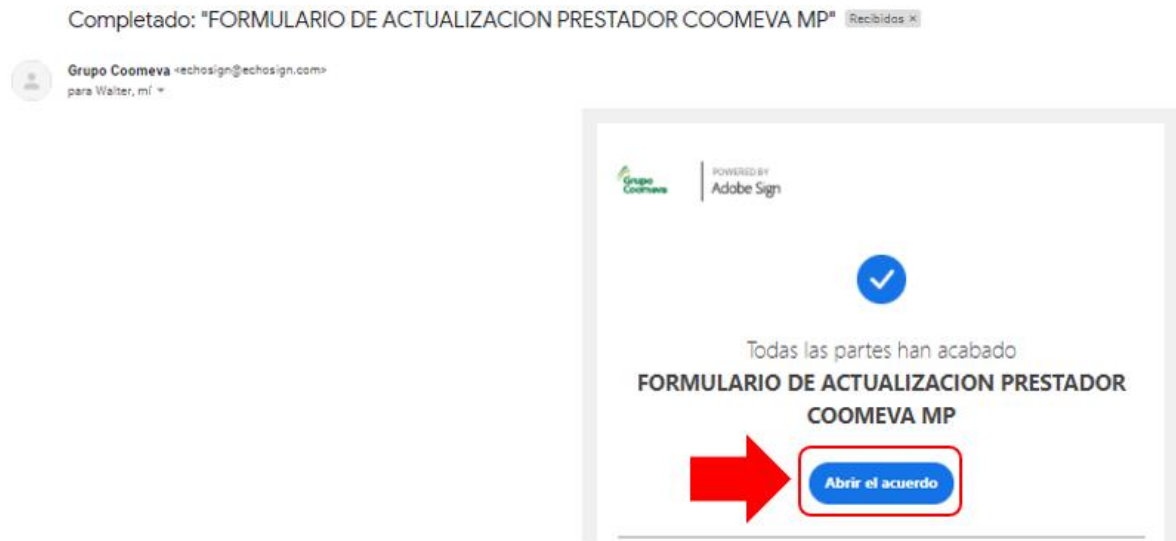 Completado: "FORMULARIO DE ACTUALIZACION PRESTADOR COOMEVA MP" Recibidos ×
Grupo Coomeva <echosign@echosign.com>
para Walter, mí
Grupo
Coomeva
POWERED BY
Adobe Sign
Todas las partes han acabado
FORMULARIO DE ACTUALIZACION PRESTADOR
COOMEVA MP
Abrir el acuerdo